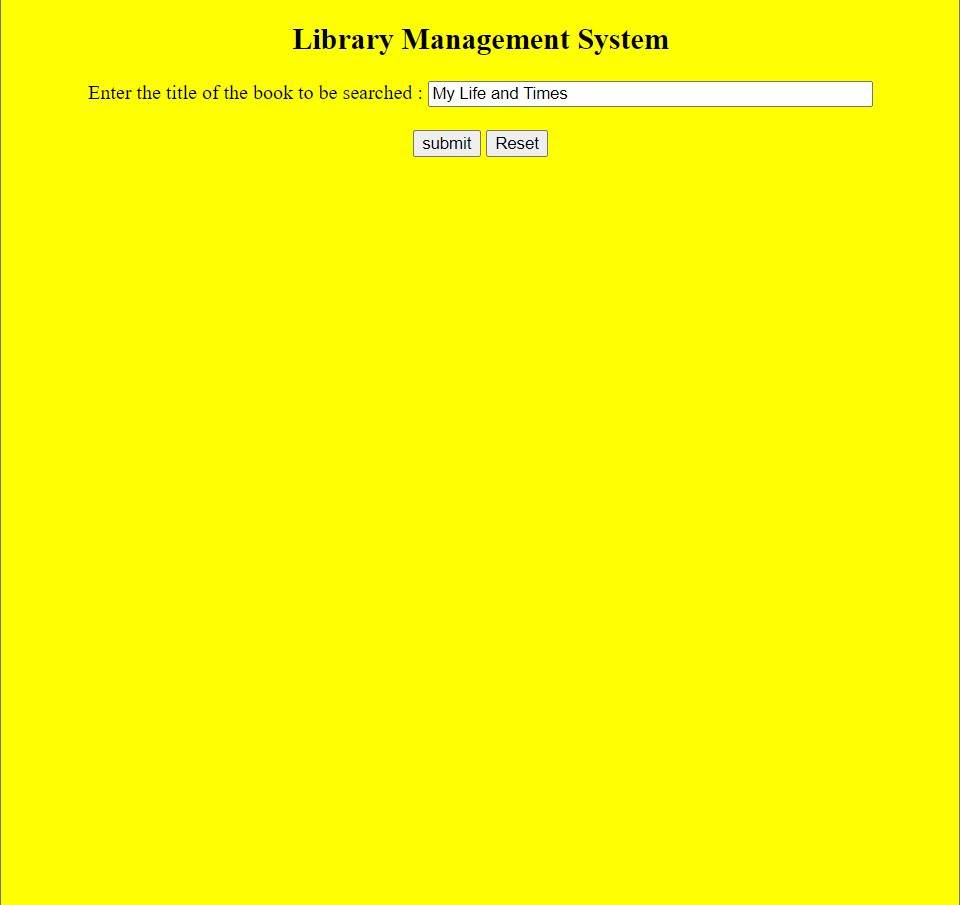 Library Management System
Enter the title of the book to be searched : My Life and Times
submit Reset